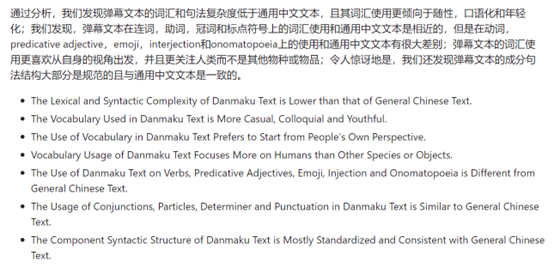 通过分析，我们发现弹幕文本的词汇和句法复杂度低于通用中文文本，且其词汇使用更倾向于随性，口语化和年轻
化；我们发现，弹幕文本在连词，助词，冠词和标点符号上的词汇使用和通用中文文本是相近的，但是在动词，
predicative adjective，emoji，interjection和onomatopoeia上的使用和通用中文文本有很大差别；弹幕文本的词汇
使用更喜欢从自身的视角出发，并且更关注人类而不是其他物种或物品；令人惊讶地是，我们还发现弹幕文本的成分句
法结构大部分是规范的且与通用中文文本是一致的。
• The Lexical and Syntactic Complexity of Danmaku Text is Lower than that of General Chinese Text.
• The Vocabulary Used in Danmaku Text is More Casual, Colloquial and Youthful.
• The Use of Vocabulary in Danmaku Text Prefers to Start from People's Own Perspective.
• Vocabulary Usage of Danmaku Text Focuses More on Humans than Other Species or Objects.
• The Use of Danmaku Text on Verbs, Predicative Adjectives, Emoji, Injection and Onomatopoeia is Different from
General Chinese Text.
• The Usage of Conjunctions, Particles, Determiner and Punctuation in Danmaku Text is Similar to General Chinese
Text.
• The Component Syntactic Structure of Danmaku Text is Mostly Standardized and Consistent with General Chinese
Text.